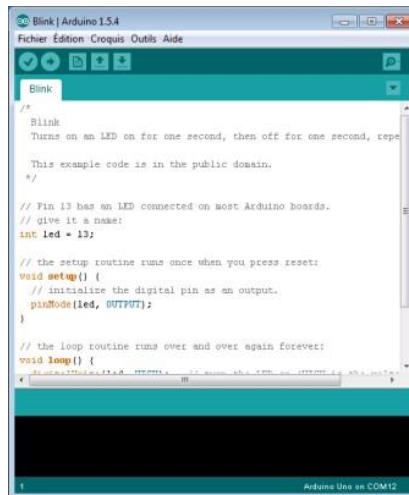 Blink | Arduino 1.5.4
Fichier Édition Croquis Outils Aide
Blink
/*
Blink
Turns on an LED on for one second, then off for one second, repe
This example code is in the public domain.
*/
// Pin 13 has an LED connected on most Arduino boards.
// give it a name:
int led = 13;
// the setup routine runs once when you press reset:
void setup() {
// initialize the digital pin as an output.
pinMode(led, OUTPUT);
}
// the loop routine runs over and over again forever:
void loop() {
1
Arduino Uno on COM12